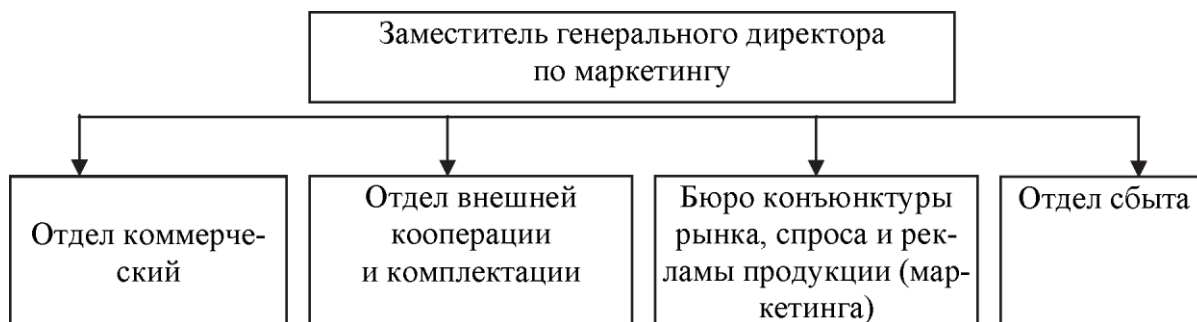 Заместитель генерального директора
по маркетингу
Отдел коммерче-
ский
Отдел внешней
кооперации
и комплектации
Бюро конъюнктуры
рынка, спроса и рек-
ламы продукции (мар-
кетинга)
Отдел сбыта